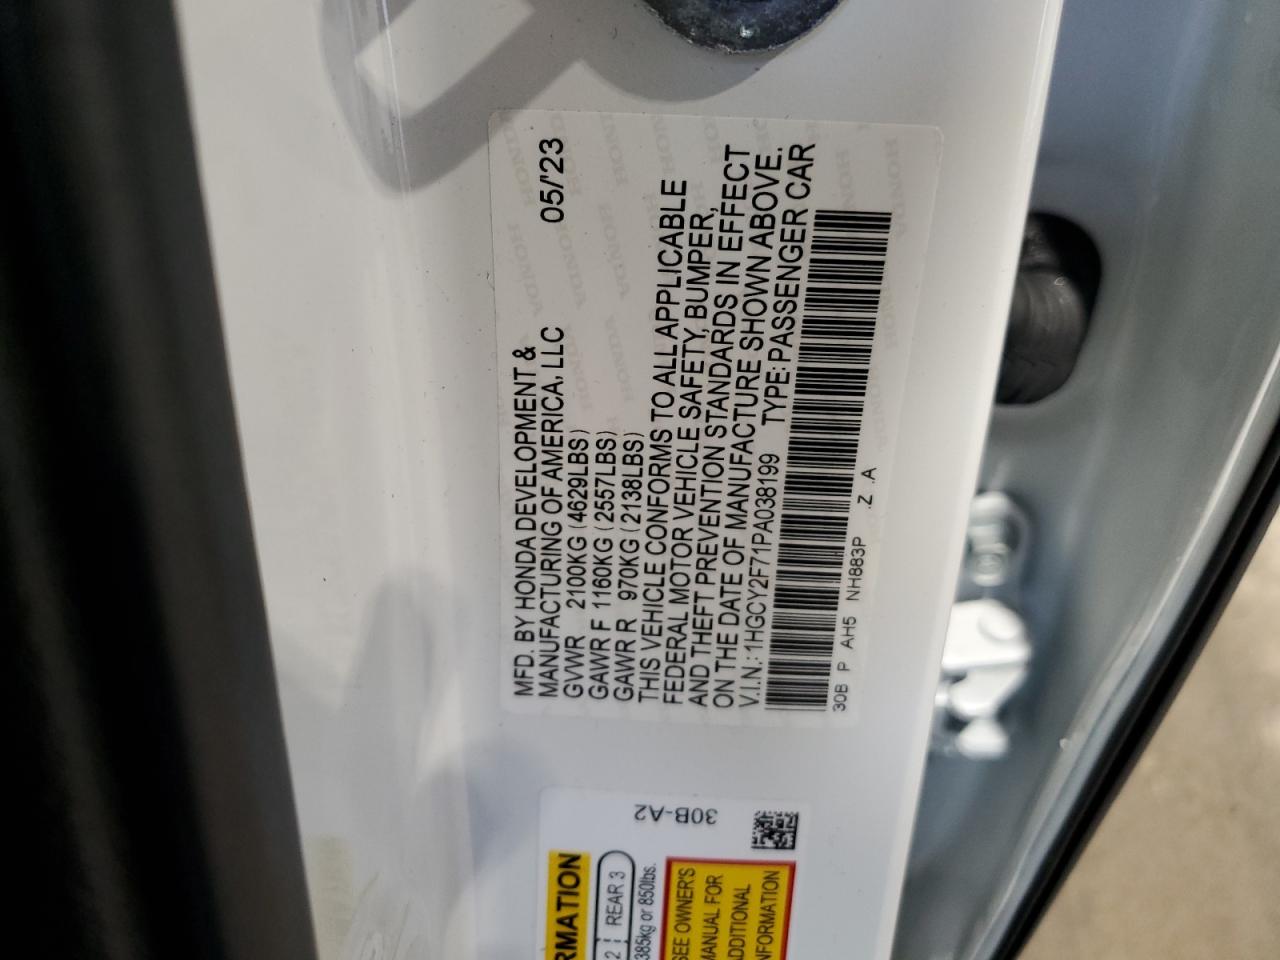 MFD. BY HONDA DEVELOPMENT &
MANUFACTURING OF AMERICA, LLC 05/'23
GVWR 2100KG (4629LBS)
GAWR F 1160KG (2557LBS)
GAWR R 970KG (2138LBS)
THIS VEHICLE CONFORMS TO ALL APPLICABLE
FEDERAL MOTOR VEHICLE SAFETY, BUMPER,
AND THEFT PREVENTION STANDARDS IN EFFECT
ON THE DATE OF MANUFACTURE SHOWN ABOVE.
V.I.N.: 1HGCY2F71PA038199 TYPE: PASSENGER CAR
30B P AH5 NH883P .Z .A
30B-A2
RMATION
2 REAR 3
385kg or 850lbs.
SEE OWNER'S
MANUAL FOR
ADDITIONAL
INFORMATION
HONDA